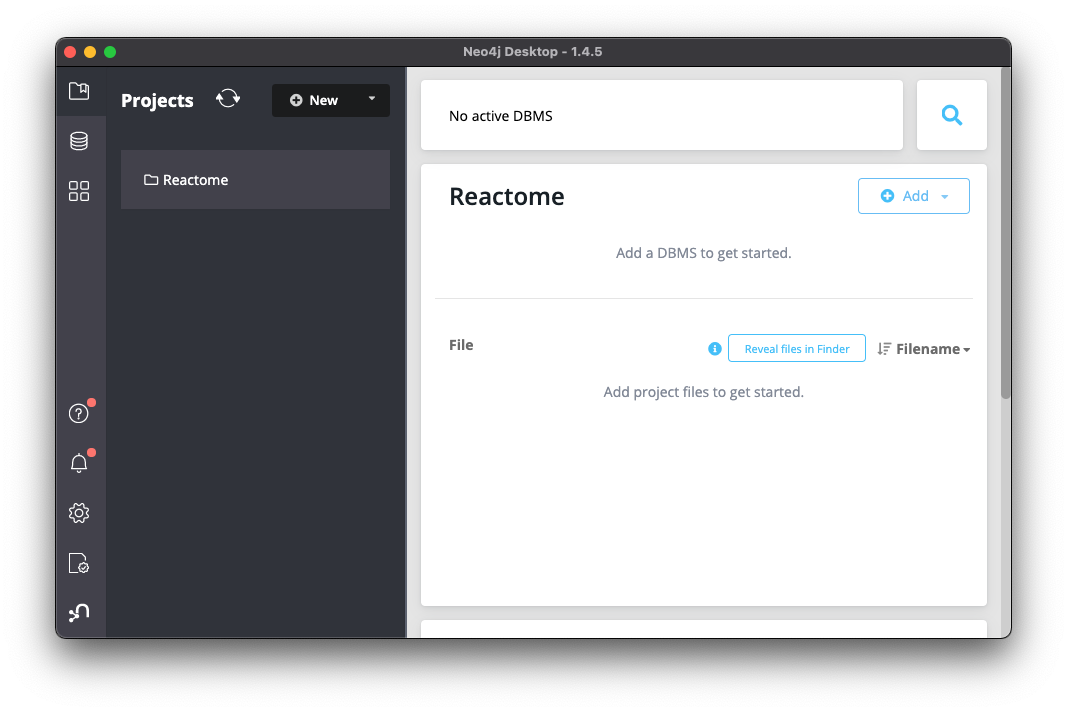 Neo4j Desktop - 1.4.5
Projects
New
Reactome
No active DBMS
Reactome
Add
Add a DBMS to get started.
File
Reveal files in Finder
Filename
Add project files to get started.